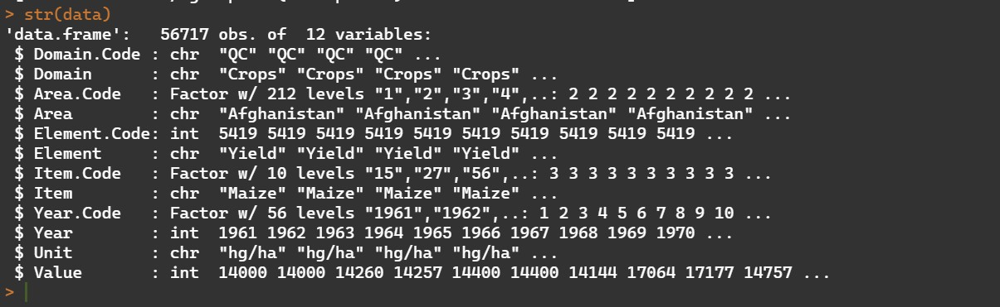 > str(data)
'data.frame':   56717 obs. of  12 variables:
 $ Domain.Code : chr  "QC" "QC" "QC" "QC" ...
 $ Domain      : chr  "Crops" "Crops" "Crops" "Crops" ...
 $ Area.Code   : Factor w/ 212 levels "1","2","3","4",..: 2 2 2 2 2 2 2 2 2 2 ...
 $ Area        : chr  "Afghanistan" "Afghanistan" "Afghanistan" "Afghanistan" ...
 $ Element.Code: int  5419 5419 5419 5419 5419 5419 5419 5419 5419 5419 ...
 $ Element     : chr  "Yield" "Yield" "Yield" "Yield" ...
 $ Item.Code   : Factor w/ 10 levels "15","27","56",..: 3 3 3 3 3 3 3 3 3 3 ...
 $ Item        : chr  "Maize" "Maize" "Maize" "Maize" ...
 $ Year.Code   : Factor w/ 56 levels "1961","1962",..: 1 2 3 4 5 6 7 8 9 10 ...
 $ Year        : int  1961 1962 1963 1964 1965 1966 1967 1968 1969 1970 ...
 $ Unit        : chr  "hg/ha" "hg/ha" "hg/ha" "hg/ha" ...
 $ Value       : int  14000 14000 14260 14257 14400 14400 14144 17064 17177 14757 ...
>